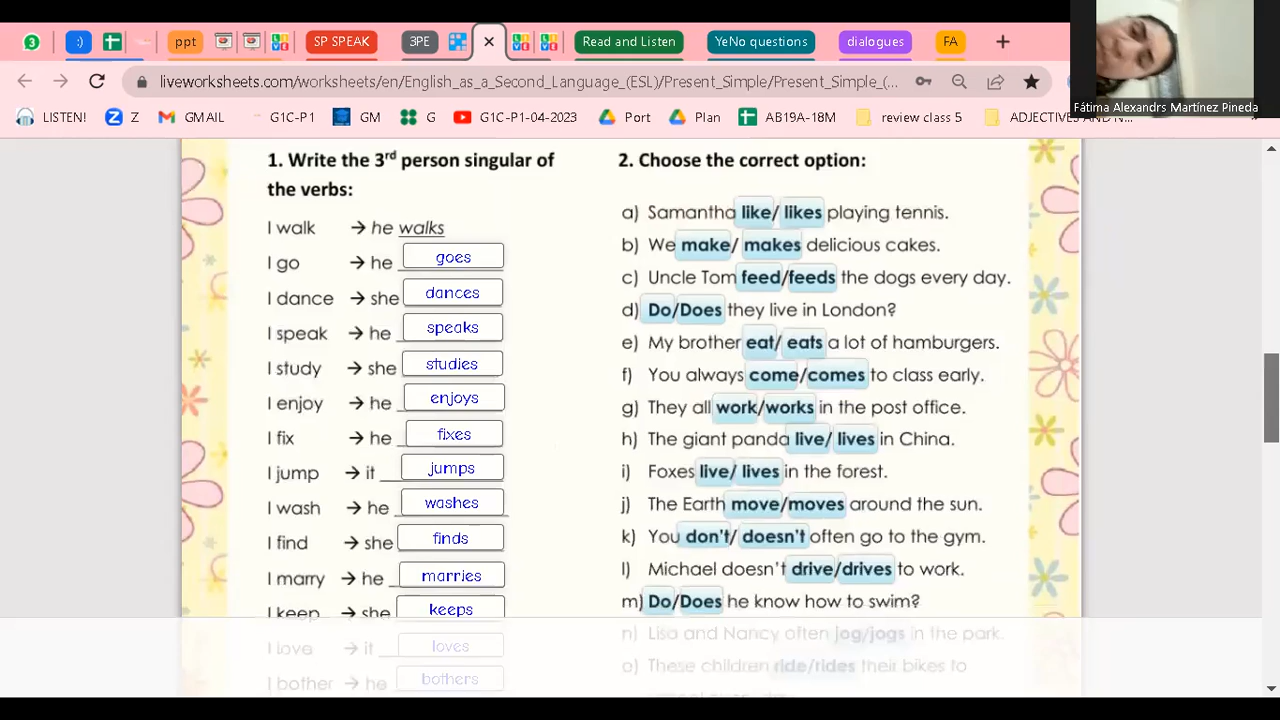 3 :) ppt SP SPEAK 3PE Read and Listen YeNo questions dialogues FA
liveworksheets.com/worksheets/en/English_as_a_Second_Language_(ESL)/Present_Simple/Present_Simple_(...
Fátima Alexandrs Martínez Pineda
LISTEN! Z GMAIL G1C-P1 GM G G1C-P1-04-2023 Port Plan AB19A-18M review class 5 ADJECTIVES AND N...
1. Write the 3rd person singular of
the verbs:
I walk → he walks
I go → he goes
I dance → she dances
I speak → he speaks
I study → she studies
I enjoy → he enjoys
I fix → he fixes
I jump → it jumps
I wash → he washes
I find → she finds
I marry → he marries
I keep → she keeps
I love → it loves
I bother → he bothers
2. Choose the correct option:
a) Samantha like/ likes playing tennis.
b) We make/ makes delicious cakes.
c) Uncle Tom feed/feeds the dogs every day.
d) Do/Does they live in London?
e) My brother eat/ eats a lot of hamburgers.
f) You always come/comes to class early.
g) They all work/works in the post office.
h) The giant panda live/ lives in China.
i) Foxes live/ lives in the forest.
j) The Earth move/moves around the sun.
k) You don't/ doesn't often go to the gym.
l) Michael doesn't drive/drives to work.
m) Do/Does he know how to swim?
n) Lisa and Nancy often jog/jogs in the park.
o) These children ride/rides their bikes to